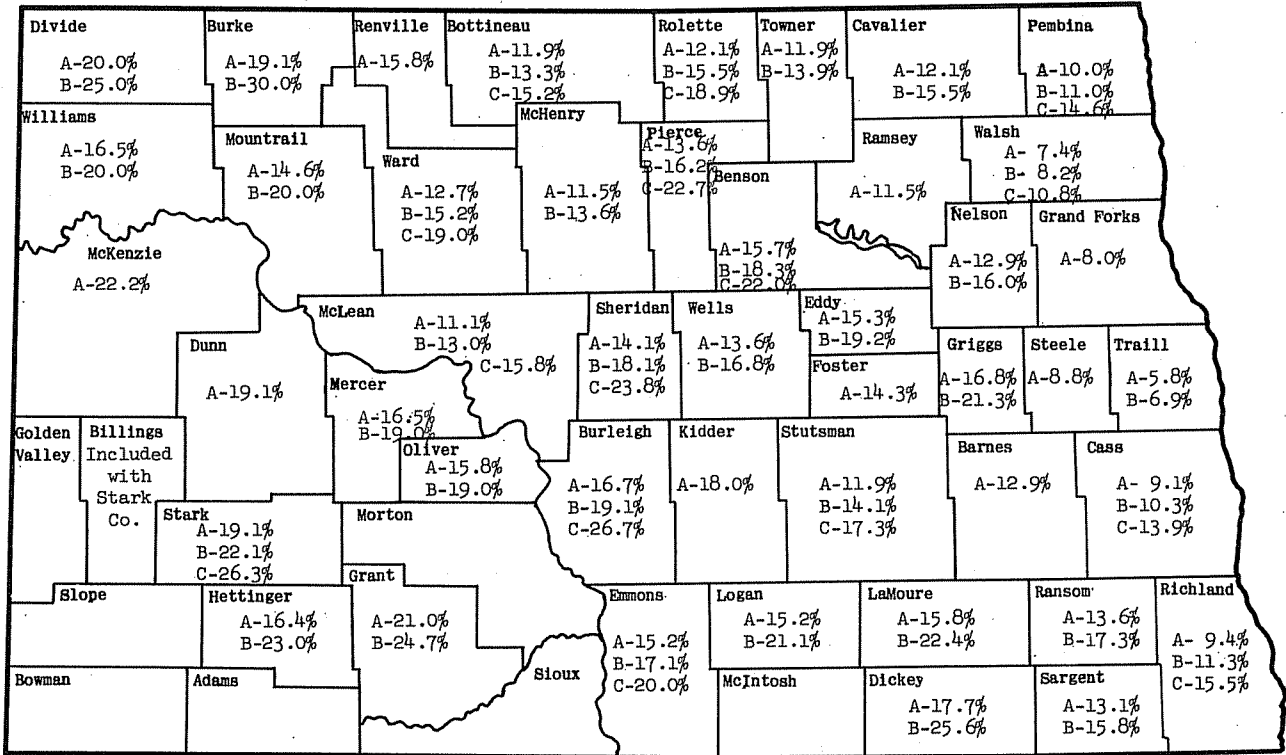 Divide
A-20.0%
B-25.0%
Burke
A-19.1%
B-30.0%
Renville
A-15.8%
Bottineau
A-11.9%
B-13.3%
C-15.2%
Rolette
A-12.1%
B-15.5%
C-18.9%
Towner
A-11.9%
B-13.9%
Cavalier
A-12.1%
B-15.5%
Pembina
A-10.0%
B-11.0%
C-14.6%
Williams
A-16.5%
B-20.0%
Mountrail
A-14.6%
B-20.0%
Ward
A-12.7%
B-15.2%
C-19.0%
McHenry
A-11.5%
B-13.6%
Pierce
A-13.6%
B-16.2%
C-22.7%
Benson
A-15.7%
B-18.3%
C-22.0%
Ramsey
A-11.5%
Walsh
A- 7.4%
B- 8.2%
C-10.8%
Nelson
A-12.9%
B-16.0%
Grand Forks
A-8.0%
McKenzie
A-22.2%
Dunn
A-19.1%
McLean
A-11.1%
B-13.0%
C-15.8%
Mercer
A-16.5%
B-19.0%
Oliver
A-15.8%
B-19.0%
Sheridan
A-14.1%
B-18.1%
C-23.8%
Wells
A-13.6%
B-16.8%
Eddy
A-15.3%
B-19.2%
Foster
A-14.3%
Griggs
A-16.8%
B-21.3%
Steele
A-8.8%
Traill
A-5.8%
B-6.9%
Golden
Valley
Billings
Included
with
Stark
Co.
Stark
A-19.1%
B-22.1%
C-26.3%
Morton
Burleigh
A-16.7%
B-19.1%
C-26.7%
Kidder
A-18.0%
Stutsman
A-11.9%
B-14.1%
C-17.3%
Barnes
A-12.9%
Cass
A- 9.1%
B-10.3%
C-13.9%
Slope
Hettinger
A-16.4%
B-23.0%
Grant
A-21.0%
B-24.7%
Sioux
Emmons
A-15.2%
B-17.1%
C-20.0%
Logan
A-15.2%
B-21.1%
LaMoure
A-15.8%
B-22.4%
Ransom
A-13.6%
B-17.3%
Richland
A- 9.4%
B-11.3%
C-15.5%
Bowman
Adams
McIntosh
Dickey
A-17.7%
B-25.6%
Sargent
A-13.1%
B-15.8%